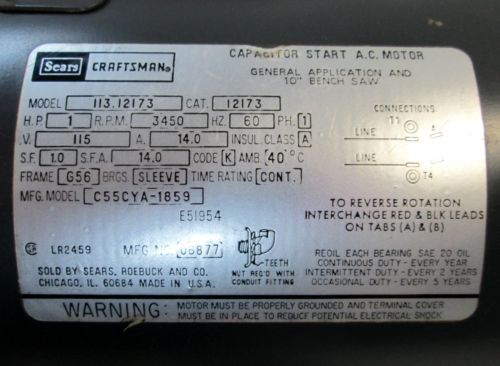 Sears CRAFTSMAN®
CAPACITOR START A.C. MOTOR
GENERAL APPLICATION AND
10" BENCH SAW
MODEL 113.12173 CAT. 12173
H.P. 1 R.P.M. 3450 HZ. 60 PH. 1
V. 115 A. 14.0 INSUL. CLASS A
S.F. 1.0 S.F.A. 14.0 CODE K AMB. 40°C
FRAME G56 BRGS. SLEEVE TIME RATING CONT.
MFG. MODEL C55CYA-1859
E51954
CONNECTIONS
T1
LINE
LINE
T4
TO REVERSE ROTATION
INTERCHANGE RED & BLK LEADS
ON TABS (A) & (B)
LR2459 MFG. NO. 06877
TEETH
NUT REQ'D WITH
CONDUIT FITTING
SOLD BY SEARS, ROEBUCK AND CO.
CHICAGO, IL. 60684 MADE IN U.S.A.
REOIL EACH BEARING SAE 20 OIL
CONTINUOUS DUTY - EVERY YEAR
INTERMITTENT DUTY - EVERY 2 YEARS
OCCASIONAL DUTY - EVERY 5 YEARS
WARNING: MOTOR MUST BE PROPERLY GROUNDED AND TERMINAL COVER
MUST BE IN PLACE TO REDUCE POTENTIAL ELECTRICAL SHOCK